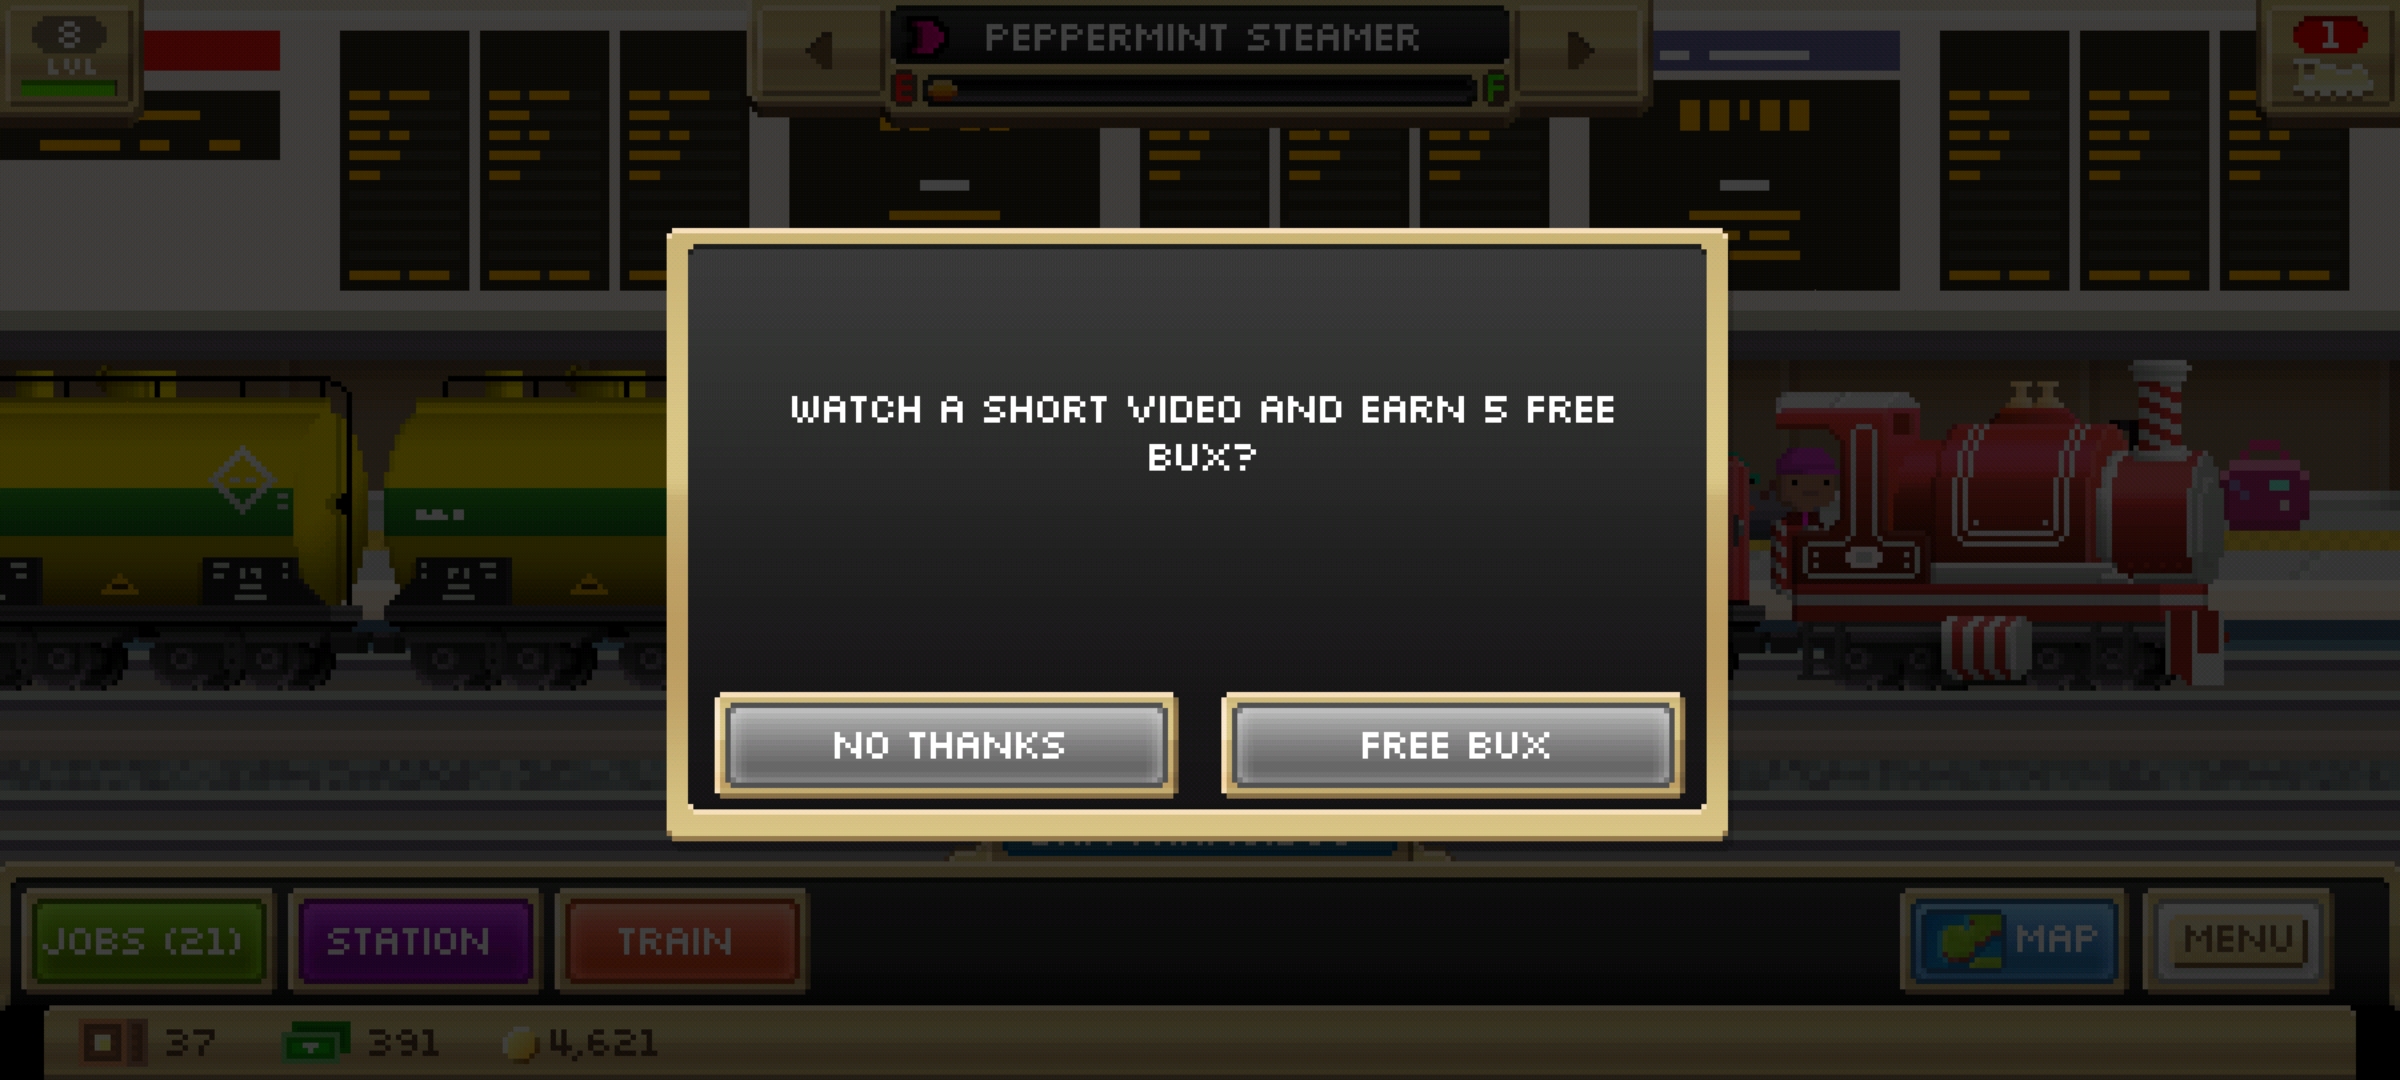 8
LVL
PEPPERMINT STEAMER
E
F
1
WATCH A SHORT VIDEO AND EARN 5 FREE
BUX?
NO THANKS
FREE BUX
JOBS (21)
STATION
TRAIN
MAP
MENU
37
391
4,621